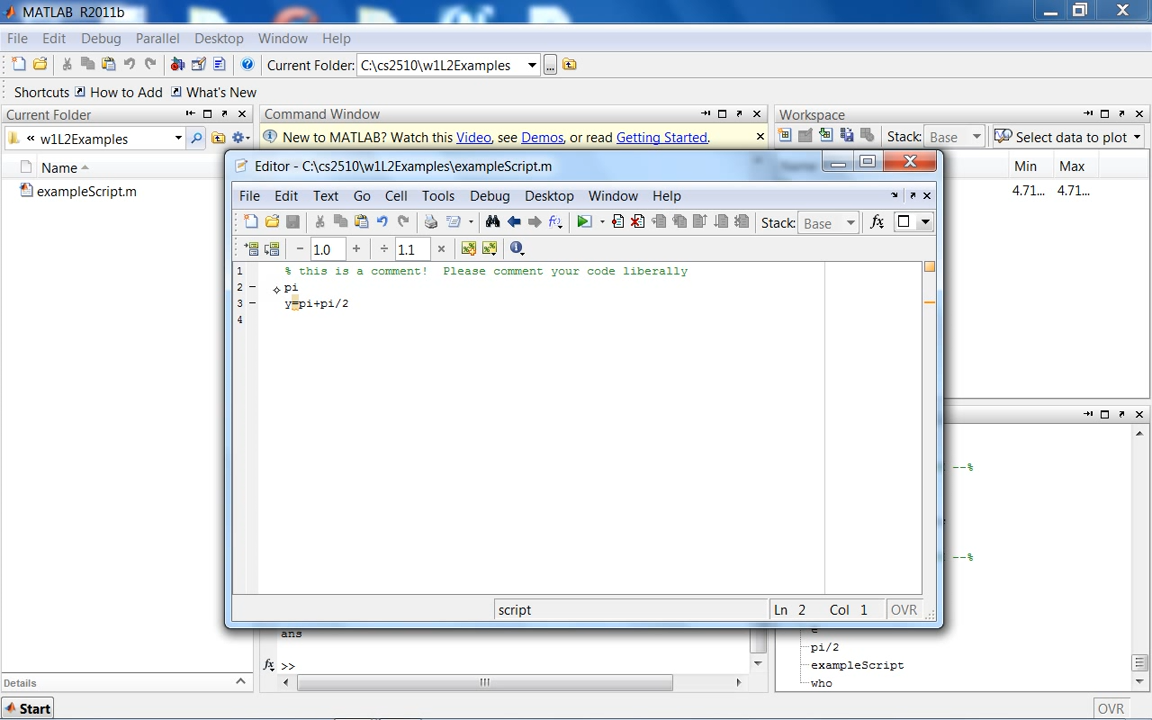 MATLAB R2011b
File Edit Debug Parallel Desktop Window Help
Current Folder: C:\cs2510\w1L2Examples
Shortcuts How to Add What's New
Current Folder
« w1L2Examples
Name
exampleScript.m
Details
Start
Command Window
New to MATLAB? Watch this Video, see Demos, or read Getting Started.
Editor - C:\cs2510\w1L2Examples\exampleScript.m
File Edit Text Go Cell Tools Debug Desktop Window Help
Stack: Base
1.0 1.1
1 % this is a comment! Please comment your code liberally
2 pi
3 y=pi+pi/2
4
script Ln 2 Col 1 OVR
ans
>>
Workspace
Stack: Base Select data to plot
Min Max
4.71... 4.71...
--%
--%
pi/2
exampleScript
who
OVR